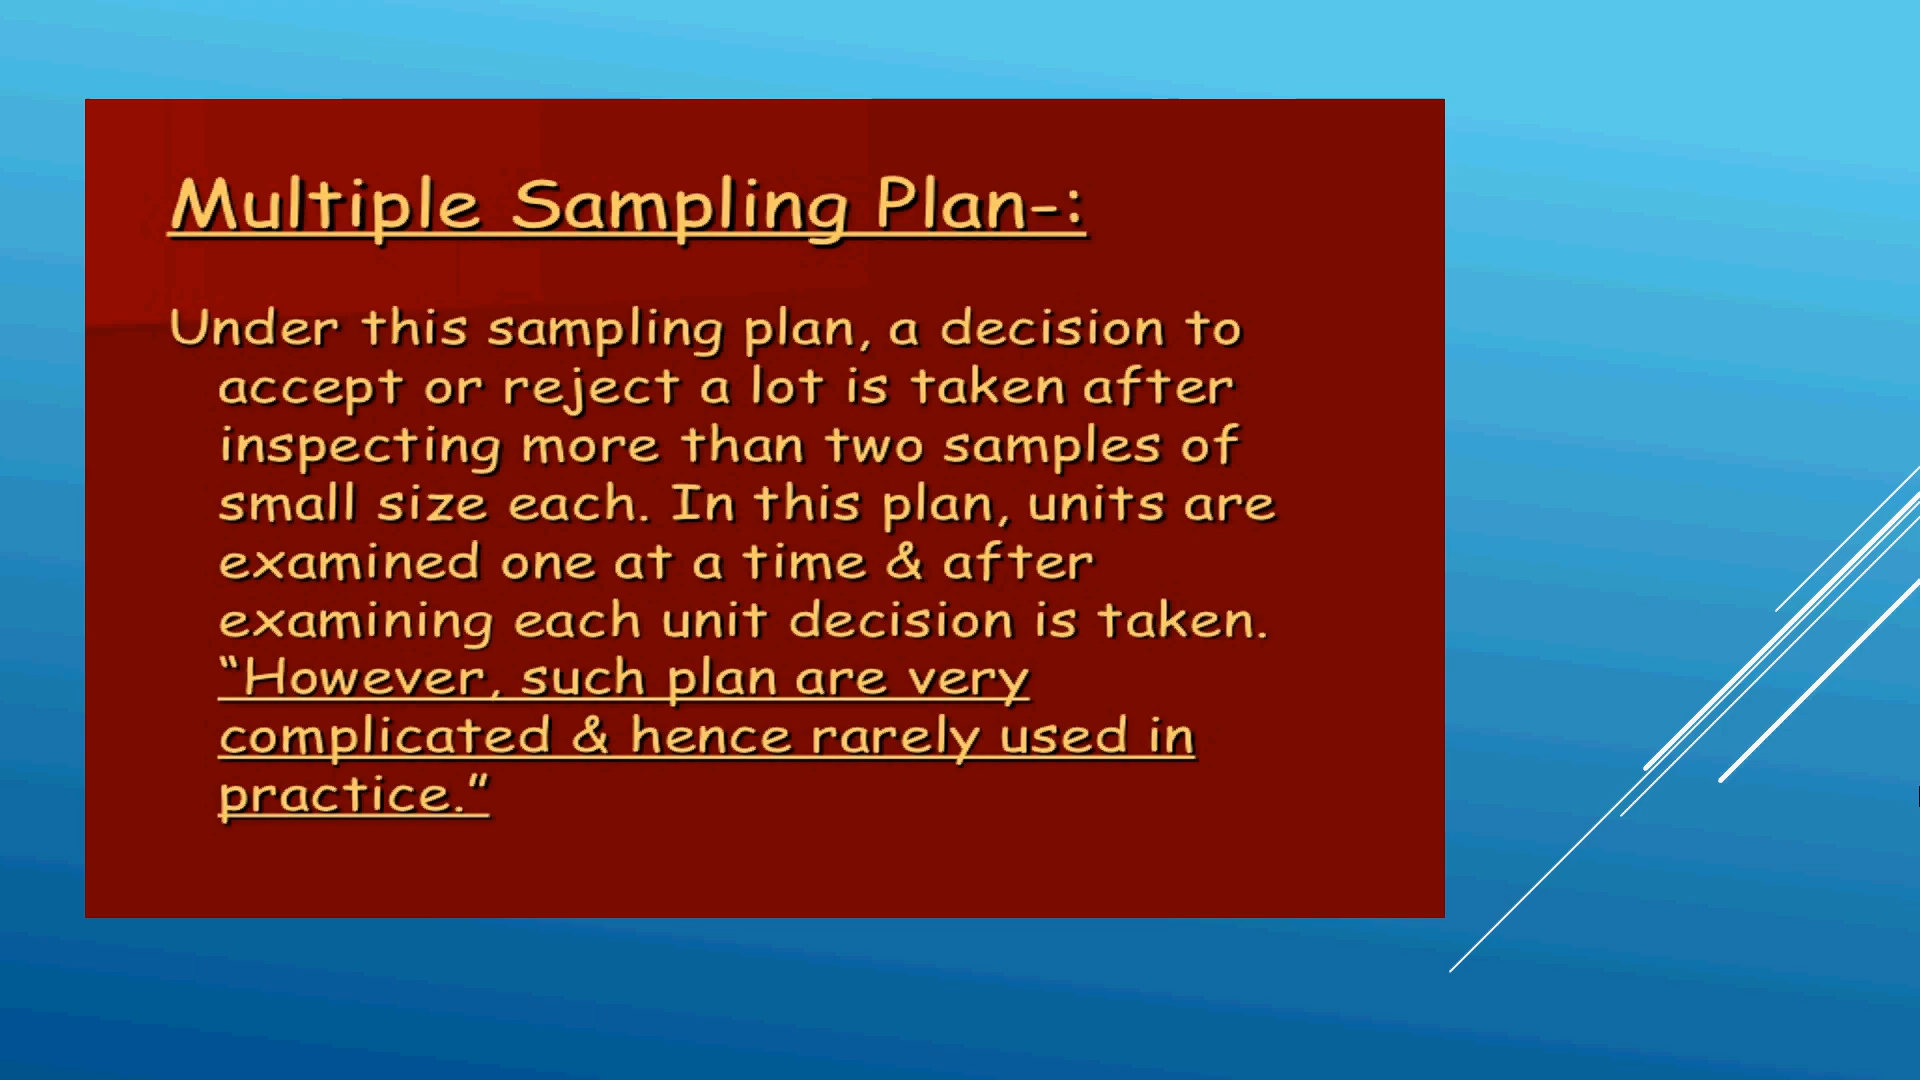 Multiple Sampling Plan-:
Under this sampling plan, a decision to
accept or reject a lot is taken after
inspecting more than two samples of
small size each. In this plan, units are
examined one at a time & after
examining each unit decision is taken.
“However, such plan are very
complicated & hence rarely used in
practice.”